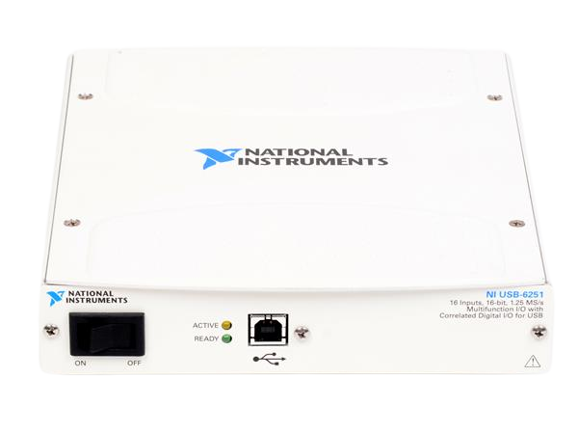 NATIONAL
INSTRUMENTS
NATIONAL
INSTRUMENTS
NI USB-6251
16 Inputs, 16-bit, 1.25 MS/s
Multifunction I/O with
Correlated Digital I/O for USB
ACTIVE
READY
ON OFF